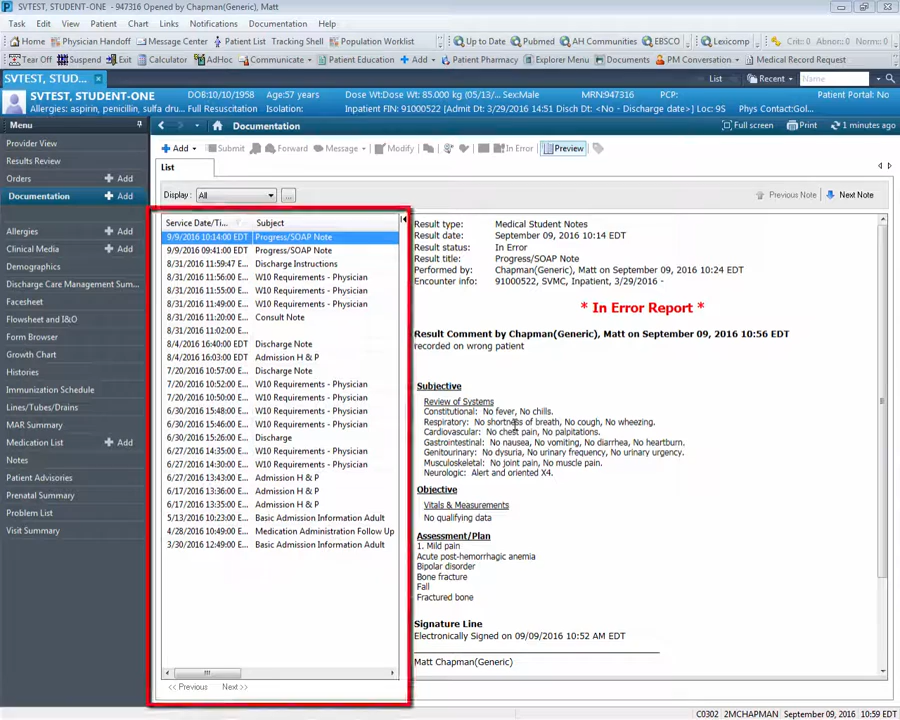 SVTEST, STUDENT-ONE - 947316 Opened by Chapman(Generic), Matt
Task Edit View Patient Chart Links Notifications Documentation Help
Home Physician Handoff Message Center Patient List Tracking Shell Population Worklist Up to Date Pubmed AH Communities EBSCO Lexicomp Crit: 0 Abnor: 0 Norms: 0
Tear Off Suspend Exit Calculator AdHoc Communicate Patient Education Add Patient Pharmacy Explorer Menu Documents PM Conversation Medical Record Request
SVTEST, STUD... × List Recent Name
SVTEST, STUDENT-ONE DOB:10/10/1958 Dose Wt:85.000 kg (05/13/... Sex:Male MRN:947316 PCP: Patient Portal: No
Age:57 years
Allergies: aspirin, penicillin, sulfa dru... Full Resuscitation Isolation: Inpatient FIN: 91000522 [Admit Dt: 3/29/2016 14:51 Disch Dt: <No - Discharge date>] Loc: 9S Phys Contact:Gol...
Menu
Documentation
Full screen Print 1 minutes ago
Provider View
Results Review
Orders + Add
Documentation + Add
Allergies + Add
Clinical Media + Add
Demographics
Discharge Care Management Sum...
Facesheet
Flowsheet and I&O
Form Browser
Growth Chart
Histories
Immunization Schedule
Lines/Tubes/Drains
MAR Summary
Medication List + Add
Notes
Patient Advisories
Prenatal Summary
Problem List
Visit Summary
Add Submit Forward Message Modify In Error Preview
List
Display : All ... Previous Note Next Note
Service Date/Ti... Subject
9/9/2016 10:14:00 EDT Progress/SOAP Note
9/9/2016 09:41:00 EDT Progress/SOAP Note
8/31/2016 11:59:47 E... Discharge Instructions
8/31/2016 11:56:00 E... W10 Requirements - Physician
8/31/2016 11:55:00 E... W10 Requirements - Physician
8/31/2016 11:49:00 E... W10 Requirements - Physician
8/31/2016 11:20:00 E... Consult Note
8/31/2016 11:02:00 E... ...
8/4/2016 16:40:00 EDT Discharge Note
8/4/2016 16:03:00 EDT Admission H & P
7/20/2016 10:57:00 E... Discharge Note
7/20/2016 10:52:00 E... W10 Requirements - Physician
7/20/2016 10:50:00 E... W10 Requirements - Physician
6/30/2016 15:48:00 E... W10 Requirements - Physician
6/30/2016 15:46:00 E... W10 Requirements - Physician
6/30/2016 15:26:00 E... Discharge
6/27/2016 14:35:00 E... W10 Requirements - Physician
6/27/2016 14:30:00 E... W10 Requirements - Physician
6/27/2016 13:43:00 E... Admission H & P
6/17/2016 13:36:00 E... Admission H & P
6/17/2016 13:35:00 E... Admission H & P
5/13/2016 10:23:00 E... Basic Admission Information Adult
4/28/2016 10:49:00 E... Medication Administration Follow Up
3/30/2016 12:49:00 E... Basic Admission Information Adult
<< Previous Next >>
Result type: Medical Student Notes
Result date: September 09, 2016 10:14 EDT
Result status: In Error
Result title: Progress/SOAP Note
Performed by: Chapman(Generic), Matt on September 09, 2016 10:24 EDT
Encounter info: 91000522, SVMC, Inpatient, 3/29/2016 -
* In Error Report *
Result Comment by Chapman(Generic), Matt on September 09, 2016 10:56 EDT
recorded on wrong patient
Subjective
Review of Systems
Constitutional: No fever, No chills.
Respiratory: No shortness of breath, No cough, No wheezing.
Cardiovascular: No chest pain, No palpitations.
Gastrointestinal: No nausea, No vomiting, No diarrhea, No heartburn.
Genitourinary: No dysuria, No urinary frequency, No urinary urgency.
Musculoskeletal: No joint pain, No muscle pain.
Neurologic: Alert and oriented X4.
Objective
Vitals & Measurements
No qualifying data
Assessment/Plan
1. Mild pain
Acute post-hemorrhagic anemia
Bipolar disorder
Bone fracture
Fall
Fractured bone
Signature Line
Electronically Signed on 09/09/2016 10:52 AM EDT
Matt Chapman(Generic)
C0302 2MCHAPMAN September 09, 2016 10:59 EDT